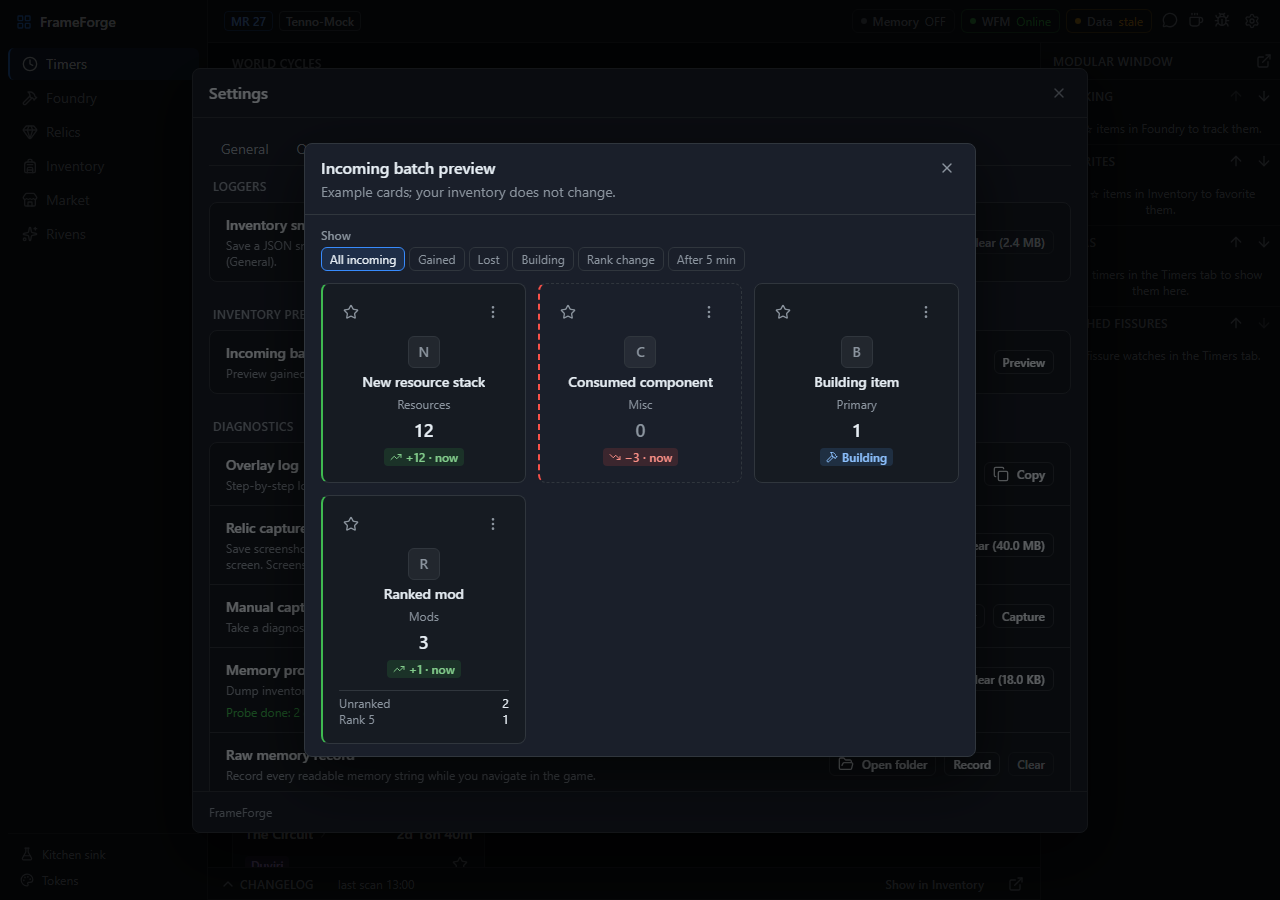 FrameForge
MR 27
Tenno-Mock
Memory OFF
WFM Online
Data stale
Timers
Foundry
Relics
Inventory
Market
Rivens
Kitchen sink
Tokens
WORLD CYCLES
MODULAR WINDOW
items in Foundry to track them.
items in Inventory to favorite
them.
timers in the Timers tab to show
them here.
HED FISSURES
fissure watches in the Timers tab.
Settings
General
LOGGERS
Save a JSON
(General).
lear (2.4 MB)
Incoming ba
Preview gained
Preview
DIAGNOSTICS
Overlay log
Step-by-step
Copy
Relic capture
Save screensho
ear (40.0 MB)
Manual capt
Take a diagnos
Capture
Memory pro
Dump invento
Probe done: 2
lear (18.0 KB)
Raw memory record
Record every readable memory string while you navigate in the game.
Open folder
Record
Clear
FrameForge
Incoming batch preview
Example cards; your inventory does not change.
Show
All incoming
Gained
Lost
Building
Rank change
After 5 min
N
New resource stack
Resources
12
+12 · now
C
Consumed component
Misc
0
−3 · now
B
Building item
Primary
1
Building
R
Ranked mod
Mods
3
+1 · now
Unranked 2
Rank 5 1
The Circuit
2d 18h 40m
Duviri
CHANGELOG
last scan 13:00
Show in Inventory